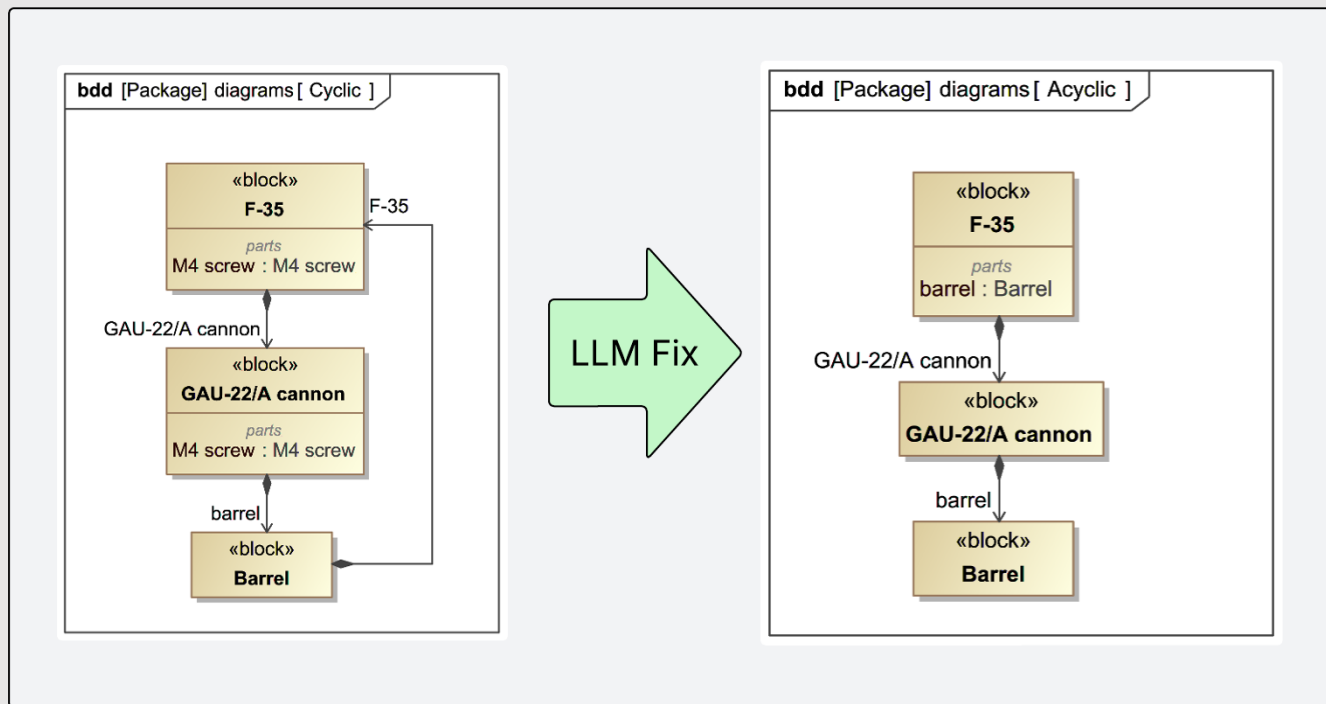 bdd [Package] diagrams [ Cyclic ]
«block»
F-35
parts
M4 screw : M4 screw
F-35
GAU-22/A cannon
«block»
GAU-22/A cannon
parts
M4 screw : M4 screw
barrel
«block»
Barrel
LLM Fix
bdd [Package] diagrams [ Acyclic ]
«block»
F-35
parts
barrel : Barrel
GAU-22/A cannon
«block»
GAU-22/A cannon
barrel
«block»
Barrel